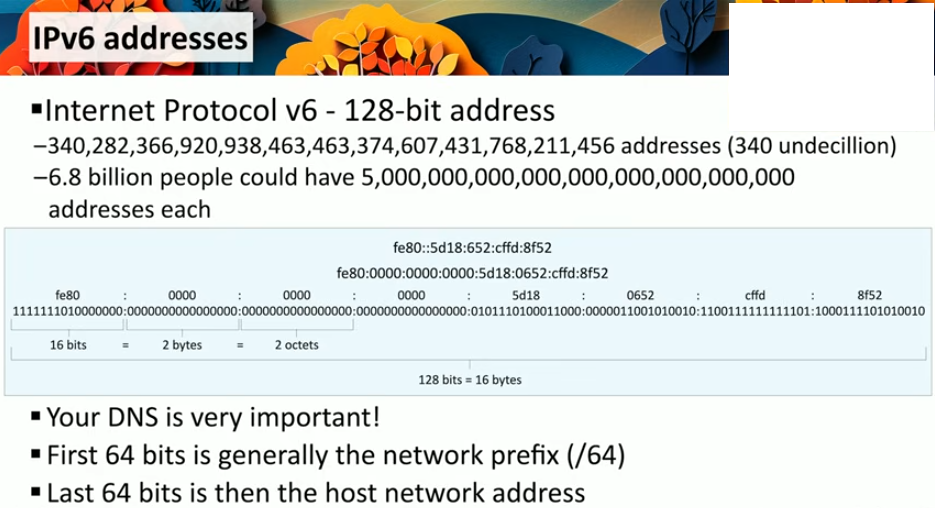 IPv6 addresses
▪Internet Protocol v6 - 128-bit address
–340,282,366,920,938,463,463,374,607,431,768,211,456 addresses (340 undecillion)
–6.8 billion people could have 5,000,000,000,000,000,000,000,000,000
addresses each
fe80::5d18:652:cffd:8f52
fe80:0000:0000:0000:5d18:0652:cffd:8f52
fe80 : 0000 : 0000 : 0000 : 5d18 : 0652 : cffd : 8f52
1111111010000000:0000000000000000:0000000000000000:0000000000000000:0101110100011000:0000011001010010:1100111111111101:1000111101010010
16 bits = 2 bytes = 2 octets
128 bits = 16 bytes
▪ Your DNS is very important!
▪ First 64 bits is generally the network prefix (/64)
▪ Last 64 bits is then the host network address